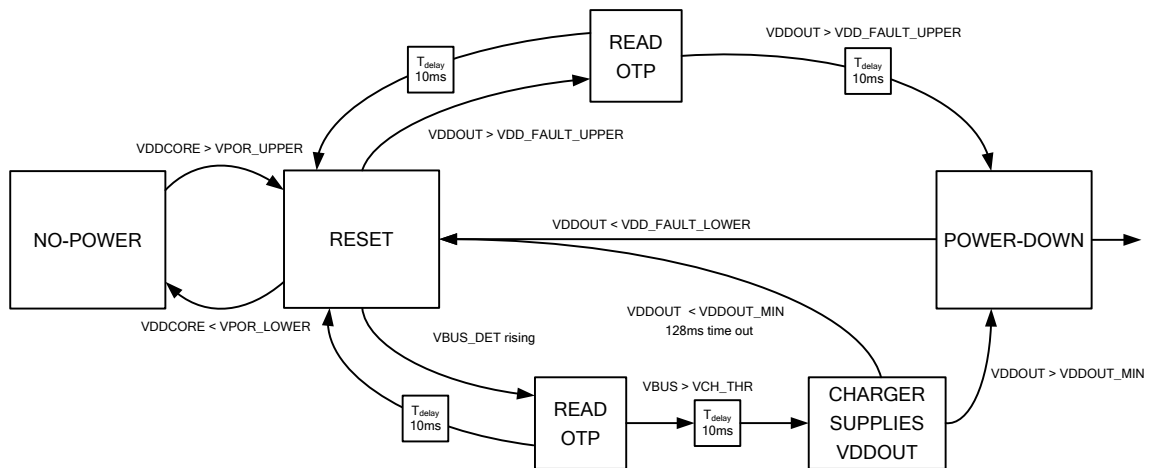 READ
OTP
VDDOUT > VDD_FAULT_UPPER
Tdelay
10ms
Tdelay
10ms
VDDOUT > VDD_FAULT_UPPER
VDDCORE > VPOR_UPPER
NO-POWER
RESET
VDDOUT < VDD_FAULT_LOWER
POWER-DOWN
VDDCORE < VPOR_LOWER
VBUS_DET rising
VDDOUT < VDDOUT_MIN
128ms time out
VDDOUT > VDDOUT_MIN
Tdelay
10ms
READ
OTP
VBUS > VCH_THR
Tdelay
10ms
CHARGER
SUPPLIES
VDDOUT